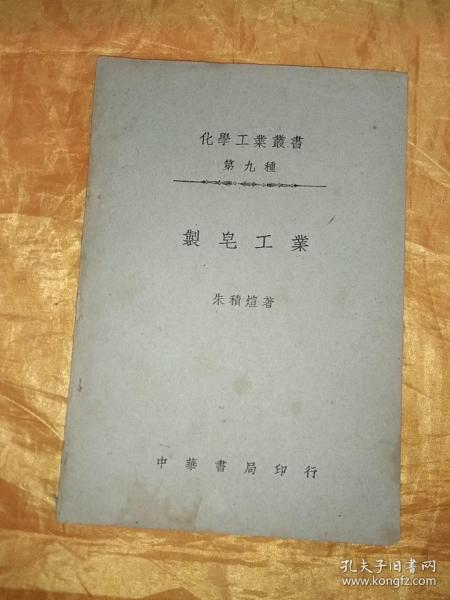 化學工業叢書
第九種
製皂工業
朱積煊著
中華書局印行
孔夫子旧书网
www.kongfz.com